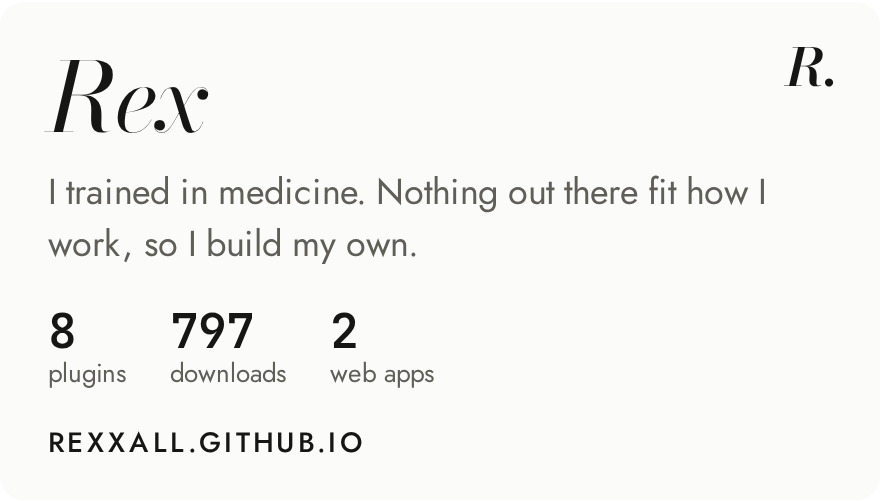 Rex
R.
I trained in medicine. Nothing out there fit how I
work, so I build my own.
8 797 2
plugins downloads web apps
REXXALL.GITHUB.IO